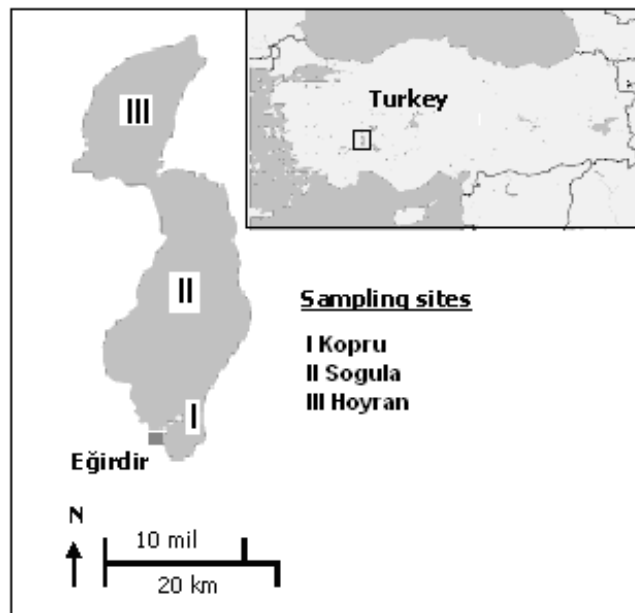 III
Turkey
II
Sampling sites
I Kopru
II Sogula
III Hoyran
I
Eğirdir
N
10 mil
20 km